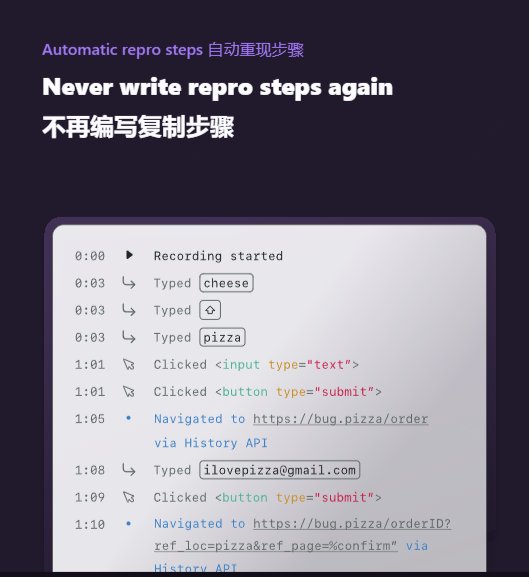 Automatic repro steps 自动重现步骤
Never write repro steps again
不再编写复制步骤
0:00 Recording started
0:03 Typed cheese
0:03 Typed ⇧
0:03 Typed pizza
1:01 Clicked <input type="text">
1:01 Clicked <button type="submit">
1:05 • Navigated to https://bug.pizza/order
via History API
1:08 Typed ilovepizza@gmail.com
1:09 Clicked <button type="submit">
1:10 • Navigated to https://bug.pizza/orderID?
ref_loc=pizza&ref_page=%confirm” via
History API